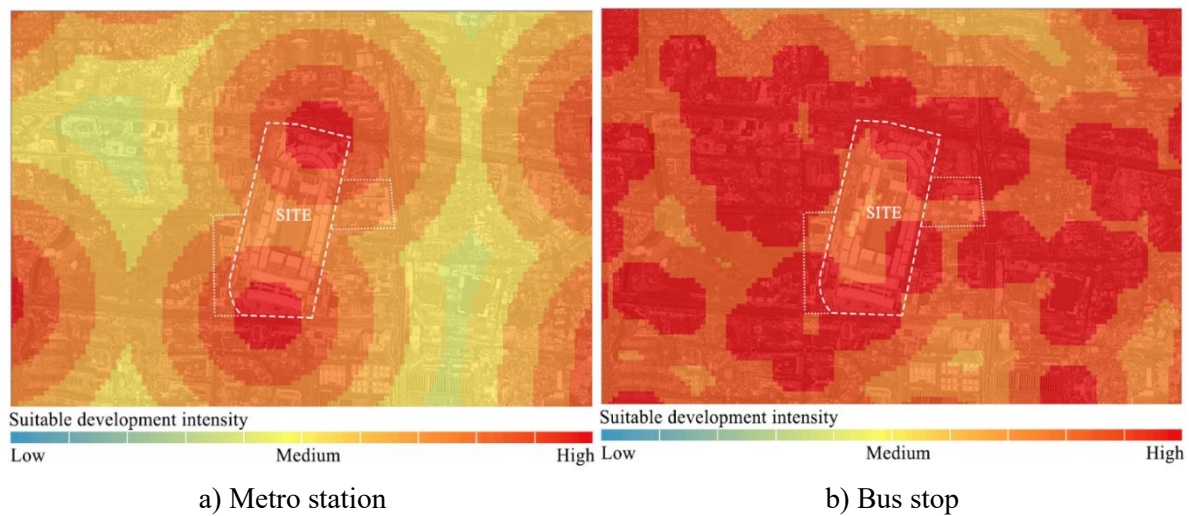 SITE
SITE
Suitable development intensity
Low Medium High
Suitable development intensity
Low Medium High
a) Metro station
b) Bus stop